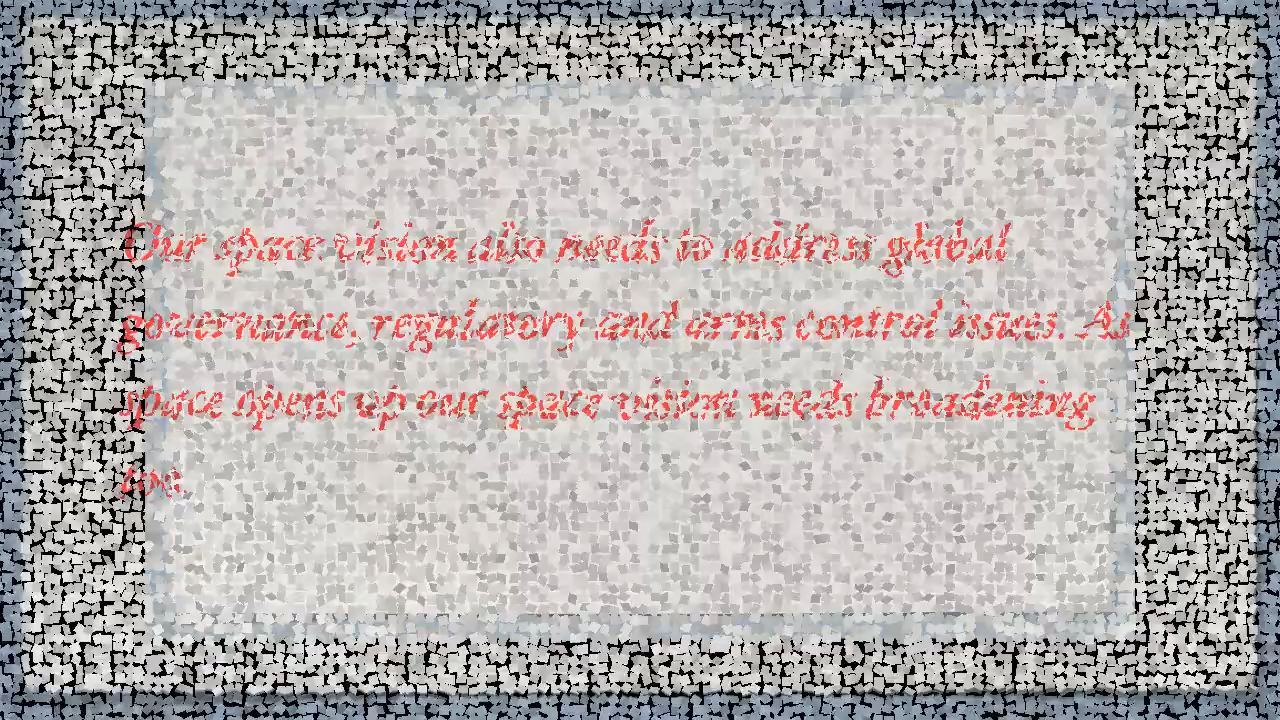 Our space vision also needs to address global
governance, regulatory and arms control issues. As
space opens up our space vision needs broadening
too.